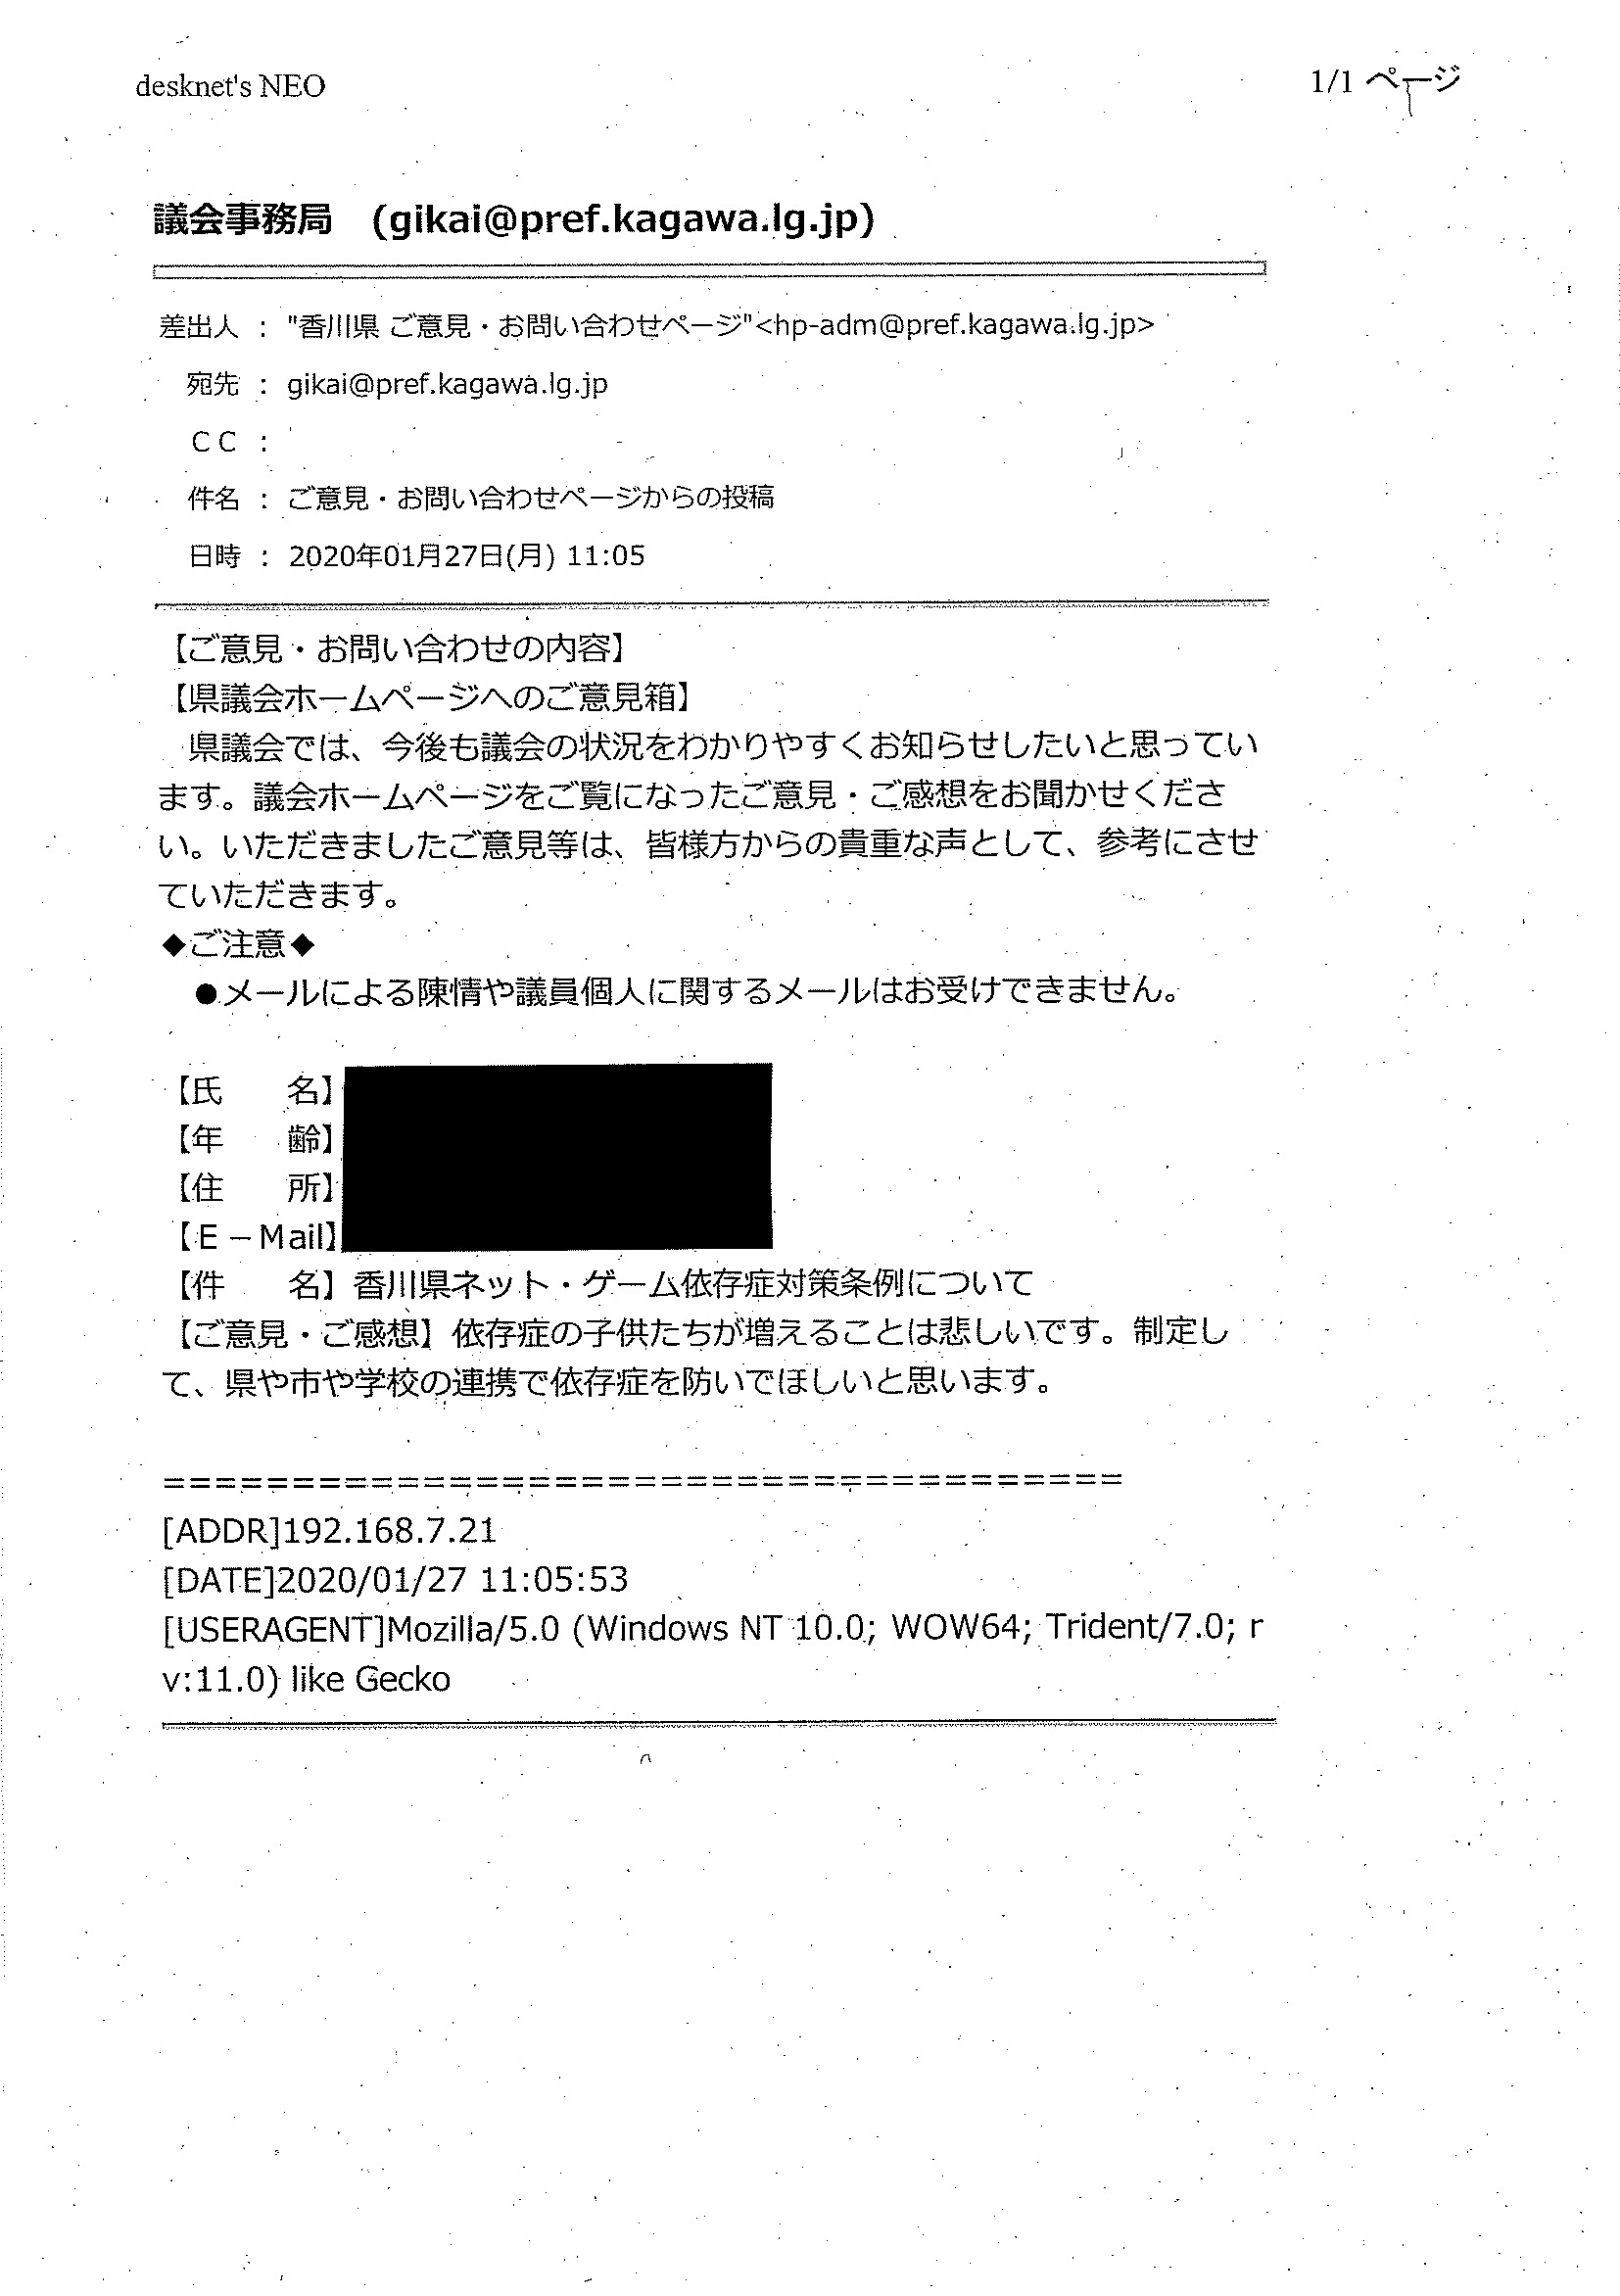 desknet's NEO
1/1 ページ
議会事務局　(gikai@pref.kagawa.lg.jp)
差出人 : "香川県 ご意見・お問い合わせページ"<hp-adm@pref.kagawa.lg.jp>
宛先 : gikai@pref.kagawa.lg.jp
ＣＣ :
件名 : ご意見・お問い合わせページからの投稿
日時 : 2020年01月27日(月) 11:05
【ご意見・お問い合わせの内容】
【県議会ホームページへのご意見箱】
　県議会では、今後も議会の状況をわかりやすくお知らせしたいと思ってい
ます。議会ホームページをご覧になったご意見・ご感想をお聞かせくださ
い。いただきましたご意見等は、皆様方からの貴重な声として、参考にさせ
ていただきます。
◆ご注意◆
　●メールによる陳情や議員個人に関するメールはお受けできません。
【氏　　名】
【年　　齢】
【住　　所】
【Ｅ－Mail】
【件　　名】香川県ネット・ゲーム依存症対策条例について
【ご意見・ご感想】依存症の子供たちが増えることは悲しいです。制定し
て、県や市や学校の連携で依存症を防いでほしいと思います。
=====================================
[ADDR]192.168.7.21
[DATE]2020/01/27 11:05:53
[USERAGENT]Mozilla/5.0 (Windows NT 10.0; WOW64; Trident/7.0; r
v:11.0) like Gecko